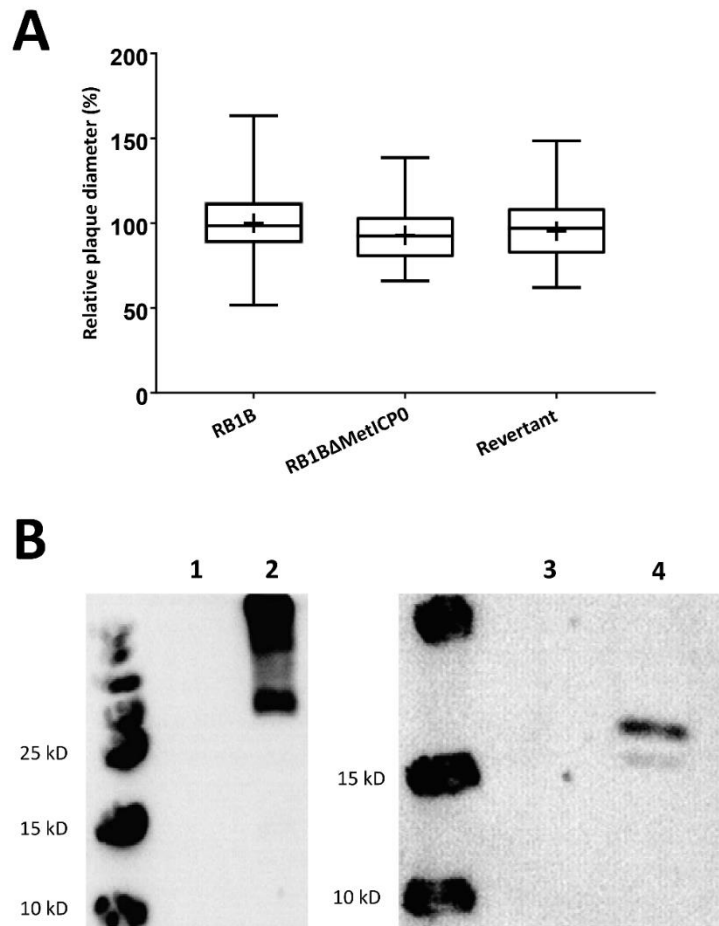 A
Relative plaque diameter (%)
200
150
100
50
0
RB1B
RB1BΔMetICP0
Revertant
B
1
2
3
4
25 kD
15 kD
10 kD
15 kD
10 kD